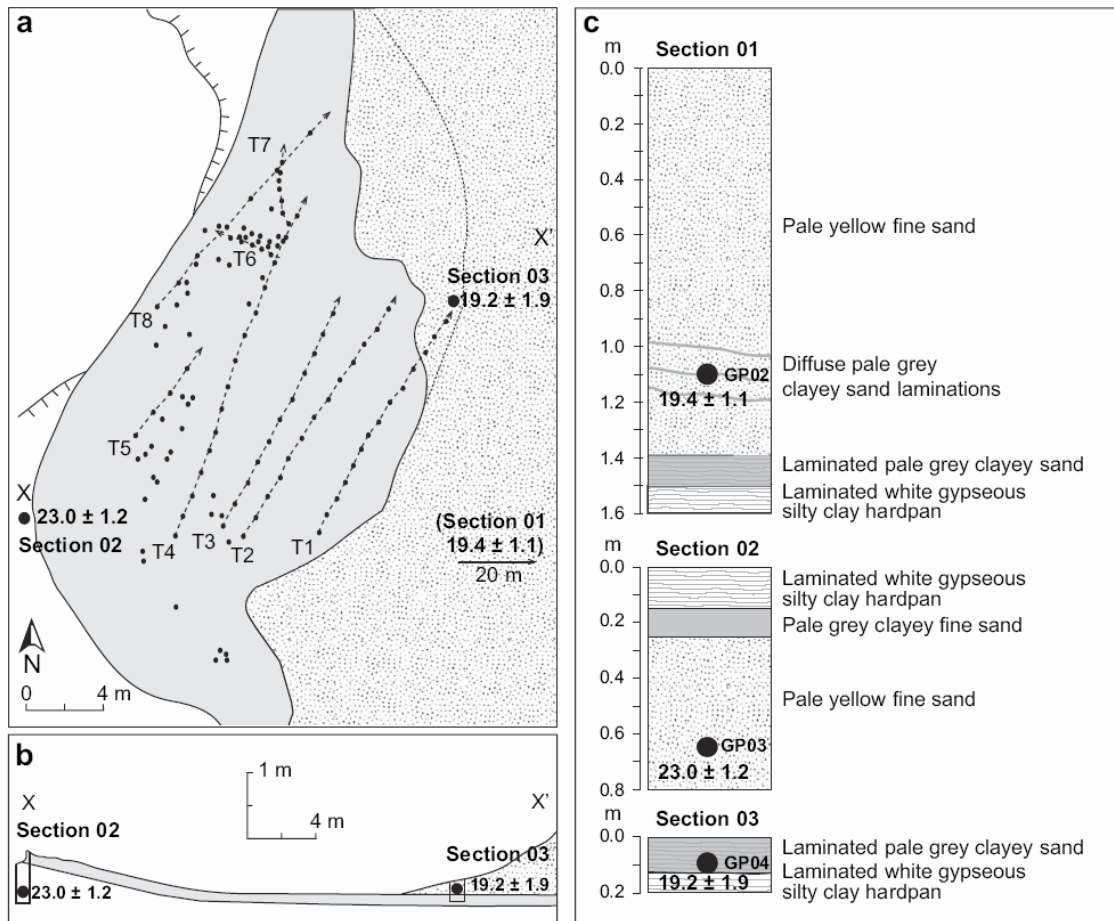 a
T7
X'
T6
Section 03
19.2 ± 1.9
T8
T5
X
23.0 ± 1.2
Section 02
T4
T3
T2
T1
(Section 01
19.4 ± 1.1)
20 m
N
0 4 m
b
1 m
4 m
X
X'
Section 02
Section 03
23.0 ± 1.2
19.2 ± 1.9
c
m
Section 01
0.0
0.2
0.4
0.6
Pale yellow fine sand
0.8
1.0
Diffuse pale grey
clayey sand laminations
GP02
19.4 ± 1.1
1.2
1.4
Laminated pale grey clayey sand
Laminated white gypseous
silty clay hardpan
1.6
m
Section 02
0.0
Laminated white gypseous
silty clay hardpan
0.2
Pale grey clayey fine sand
0.4
Pale yellow fine sand
0.6
GP03
23.0 ± 1.2
0.8
m
Section 03
0.0
Laminated pale grey clayey sand
GP04
Laminated white gypseous
19.2 ± 1.9
silty clay hardpan
0.2